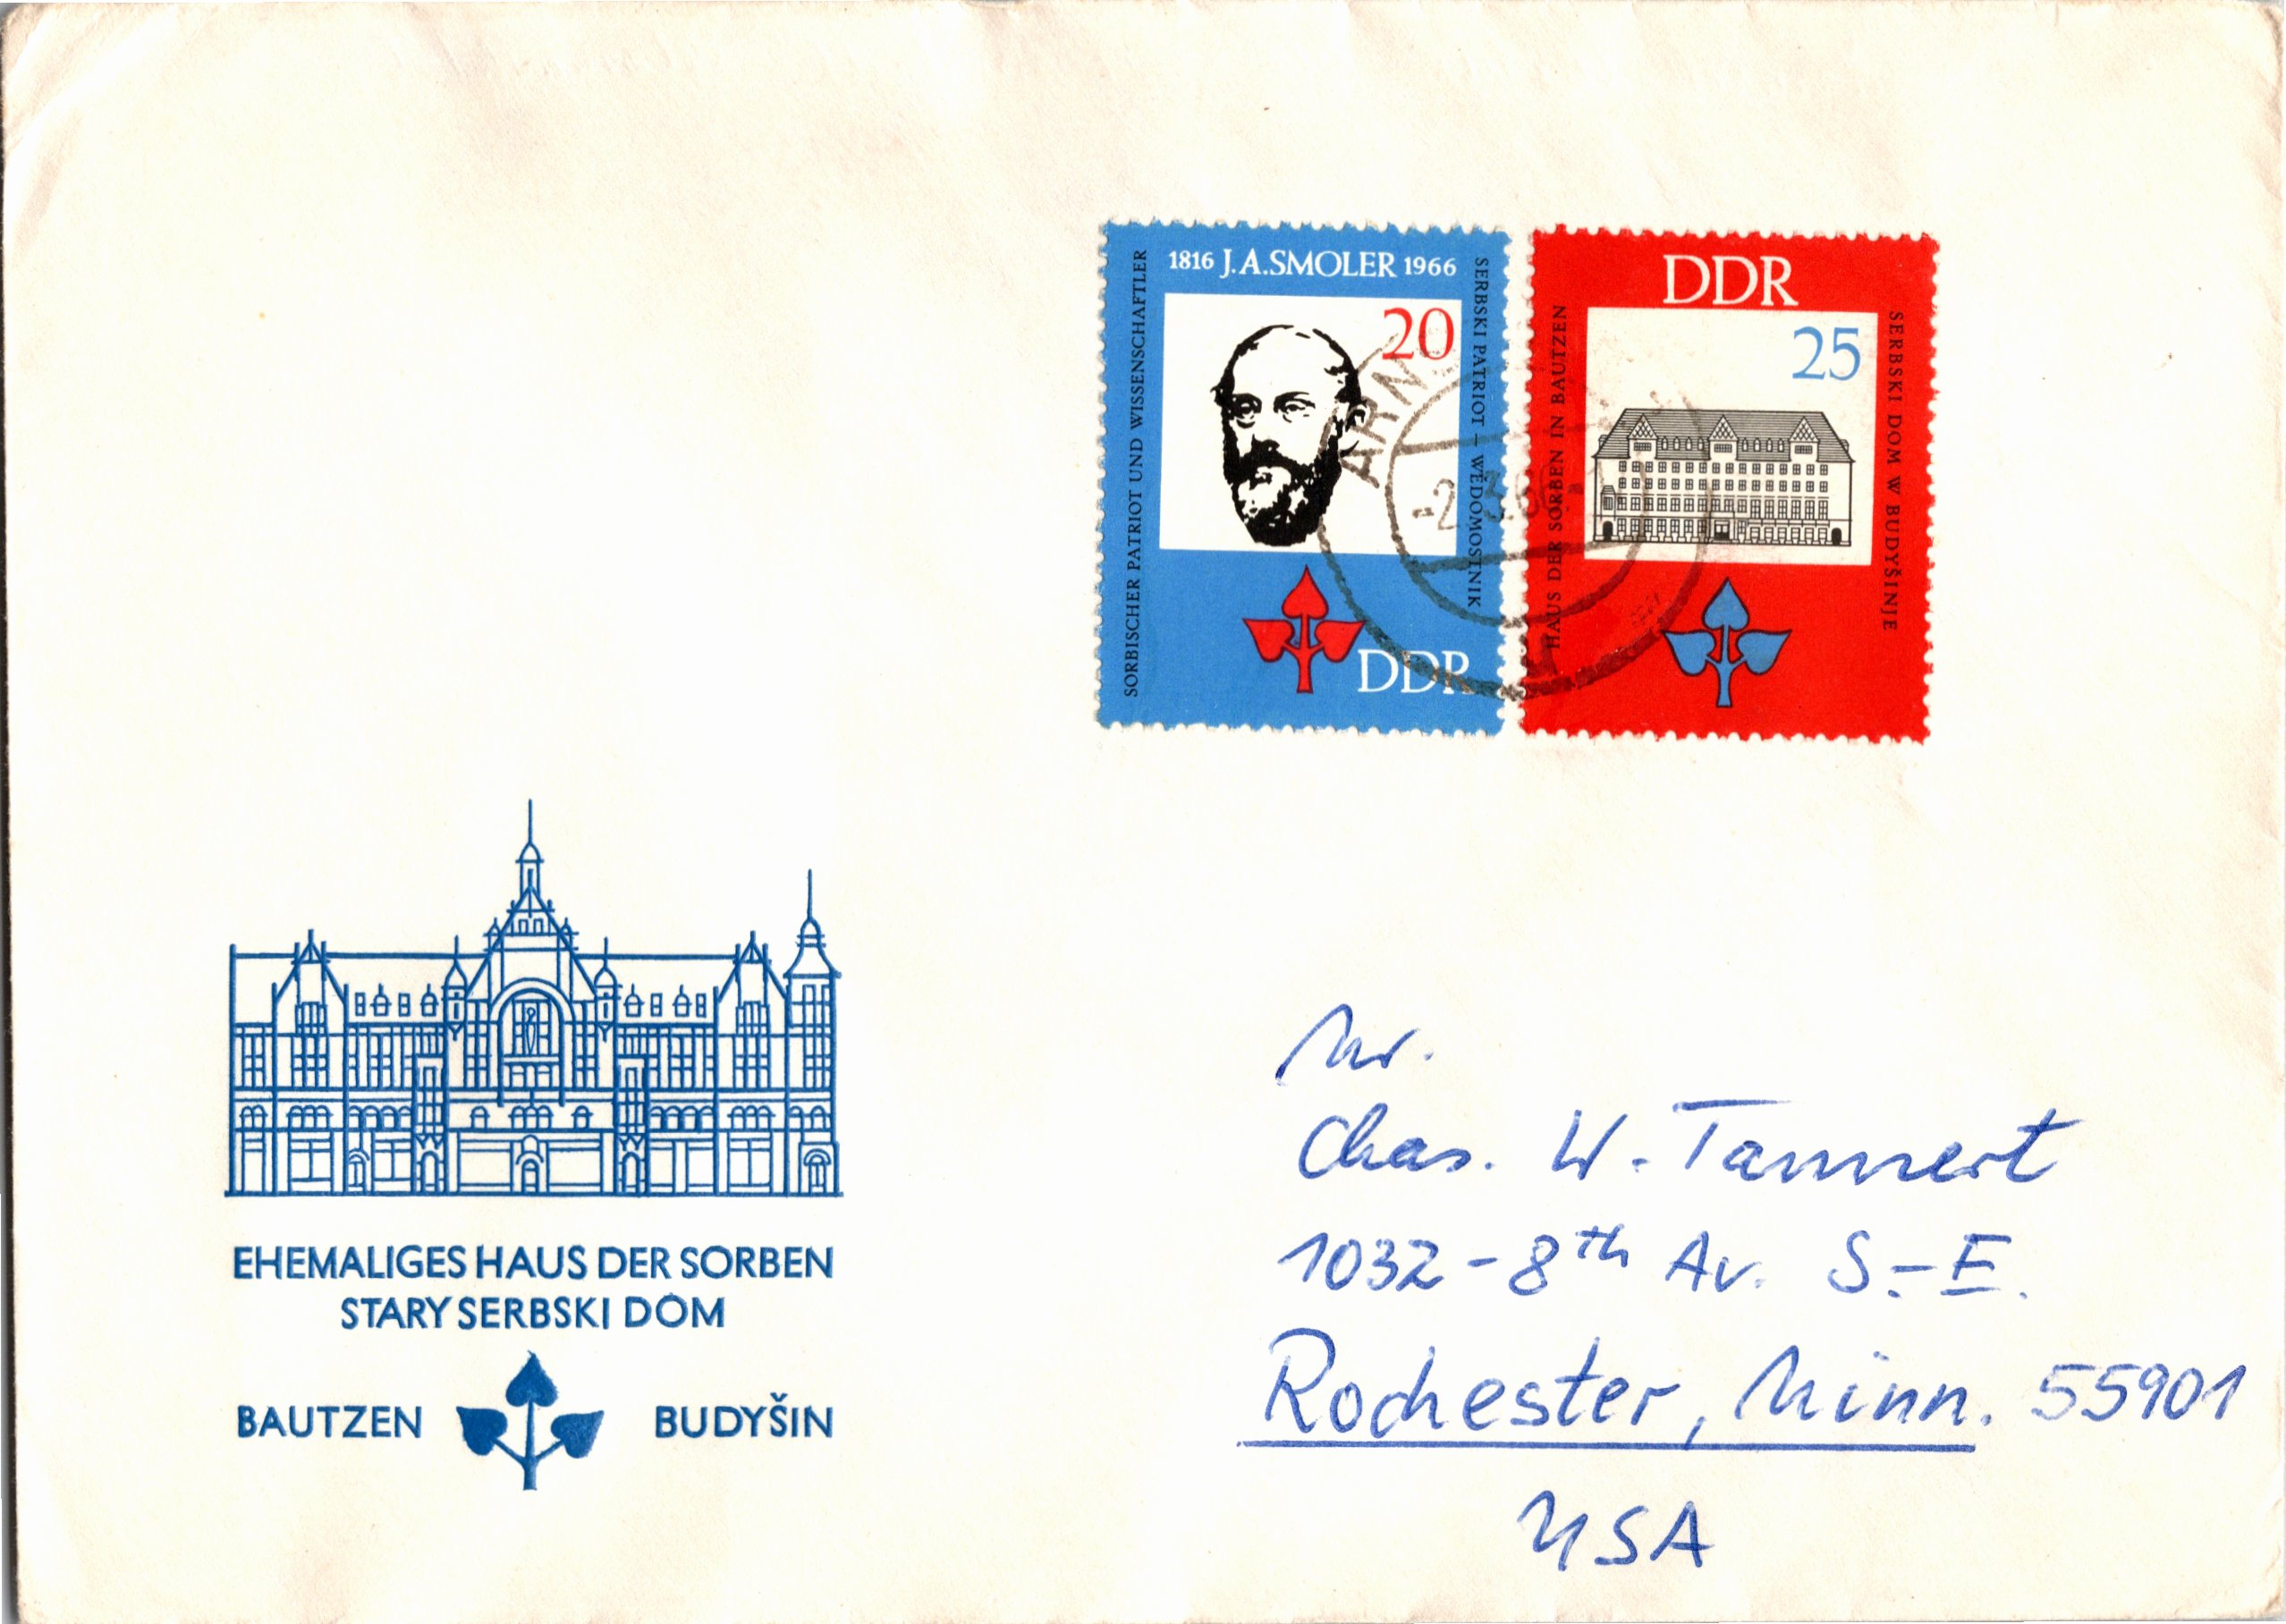 1816 J.A.SMOLER 1966
20
SORBISCHER PATRIOT UND WISSENSCHAFTLER
SERBSKI PATRIOT – WĚDOMOSTNIK
DDR
DDR
25
HAUS DER SORBEN IN BAUTZEN
SERBSKI DOM W BUDYŠINJE
EHEMALIGES HAUS DER SORBEN
STARY SERBSKI DOM
BAUTZEN BUDYŠIN
Mr.
Chas. W. Tannert
1032 - 8th Av. S.-E.
Rochester, Minn. 55901
USA